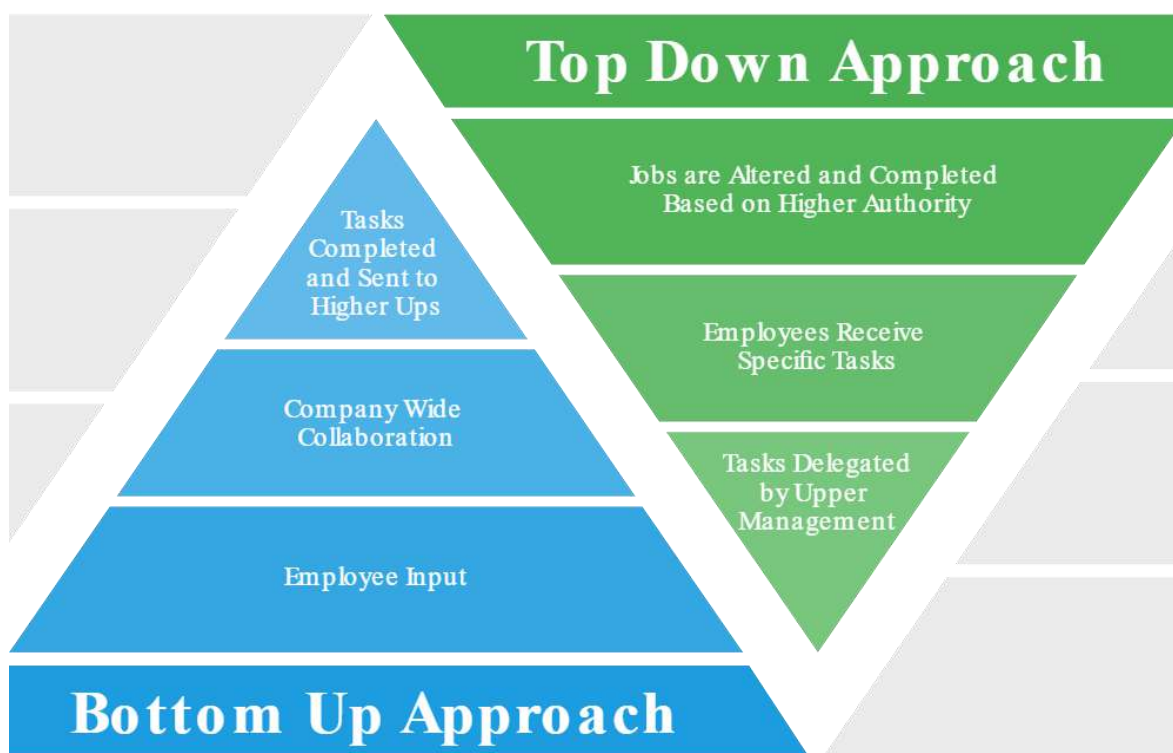 Top Down Approach
Jobs are Altered and Completed
Based on Higher Authority
Employees Receive
Specific Tasks
Tasks Delegated
by Upper
Management
Tasks
Completed
and Sent to
Higher Ups
Company Wide
Collaboration
Employee Input
Bottom Up Approach